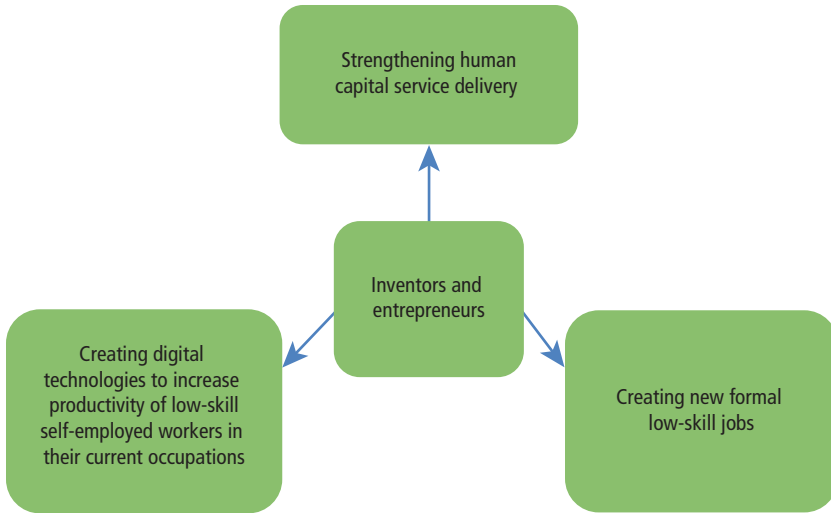 Strengthening human
capital service delivery
Inventors and
entrepreneurs
Creating digital
technologies to increase
productivity of low-skill
self-employed workers in
their current occupations
Creating new formal
low-skill jobs